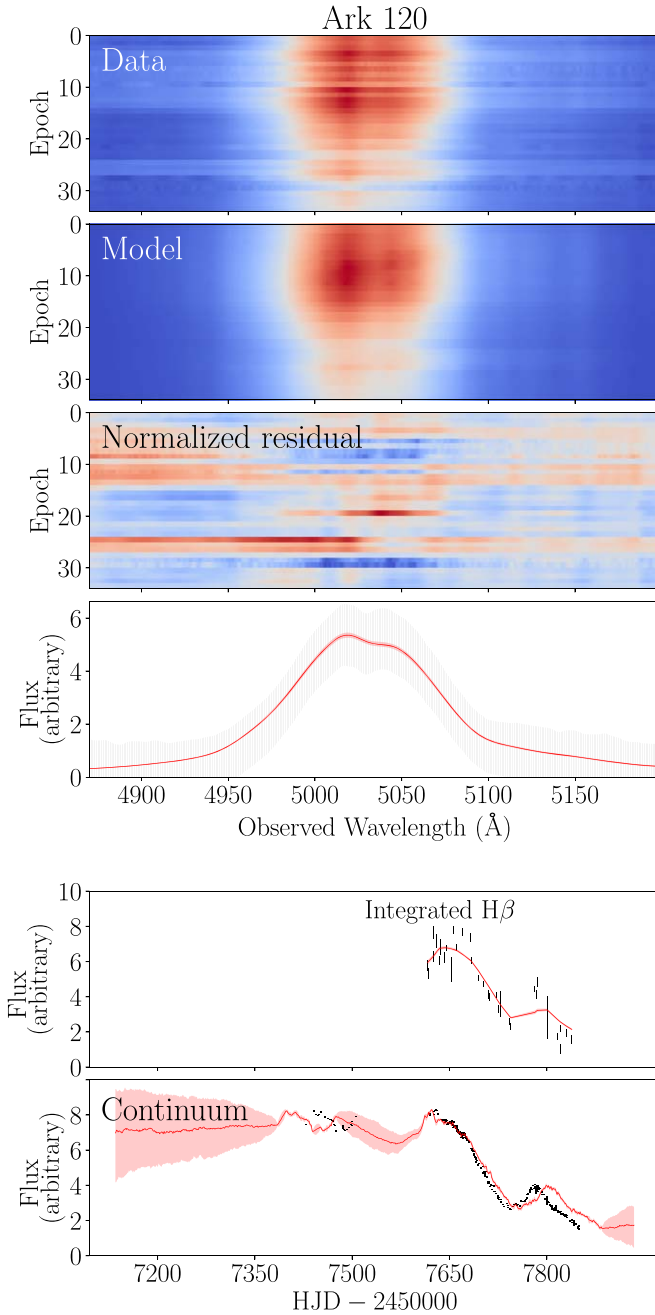 Ark 120
0
Data
10
Epoch
20
30
0
Model
10
Epoch
20
30
0
Normalized residual
10
Epoch
20
30
6
4
Flux
(arbitrary)
2
0
4900 4950 5000 5050 5100 5150
Observed Wavelength (Å)
10
Integrated Hβ
8
6
Flux
(arbitrary)
4
2
0
Continuum
8
6
Flux
(arbitrary)
4
2
0
7200 7350 7500 7650 7800
HJD − 2450000